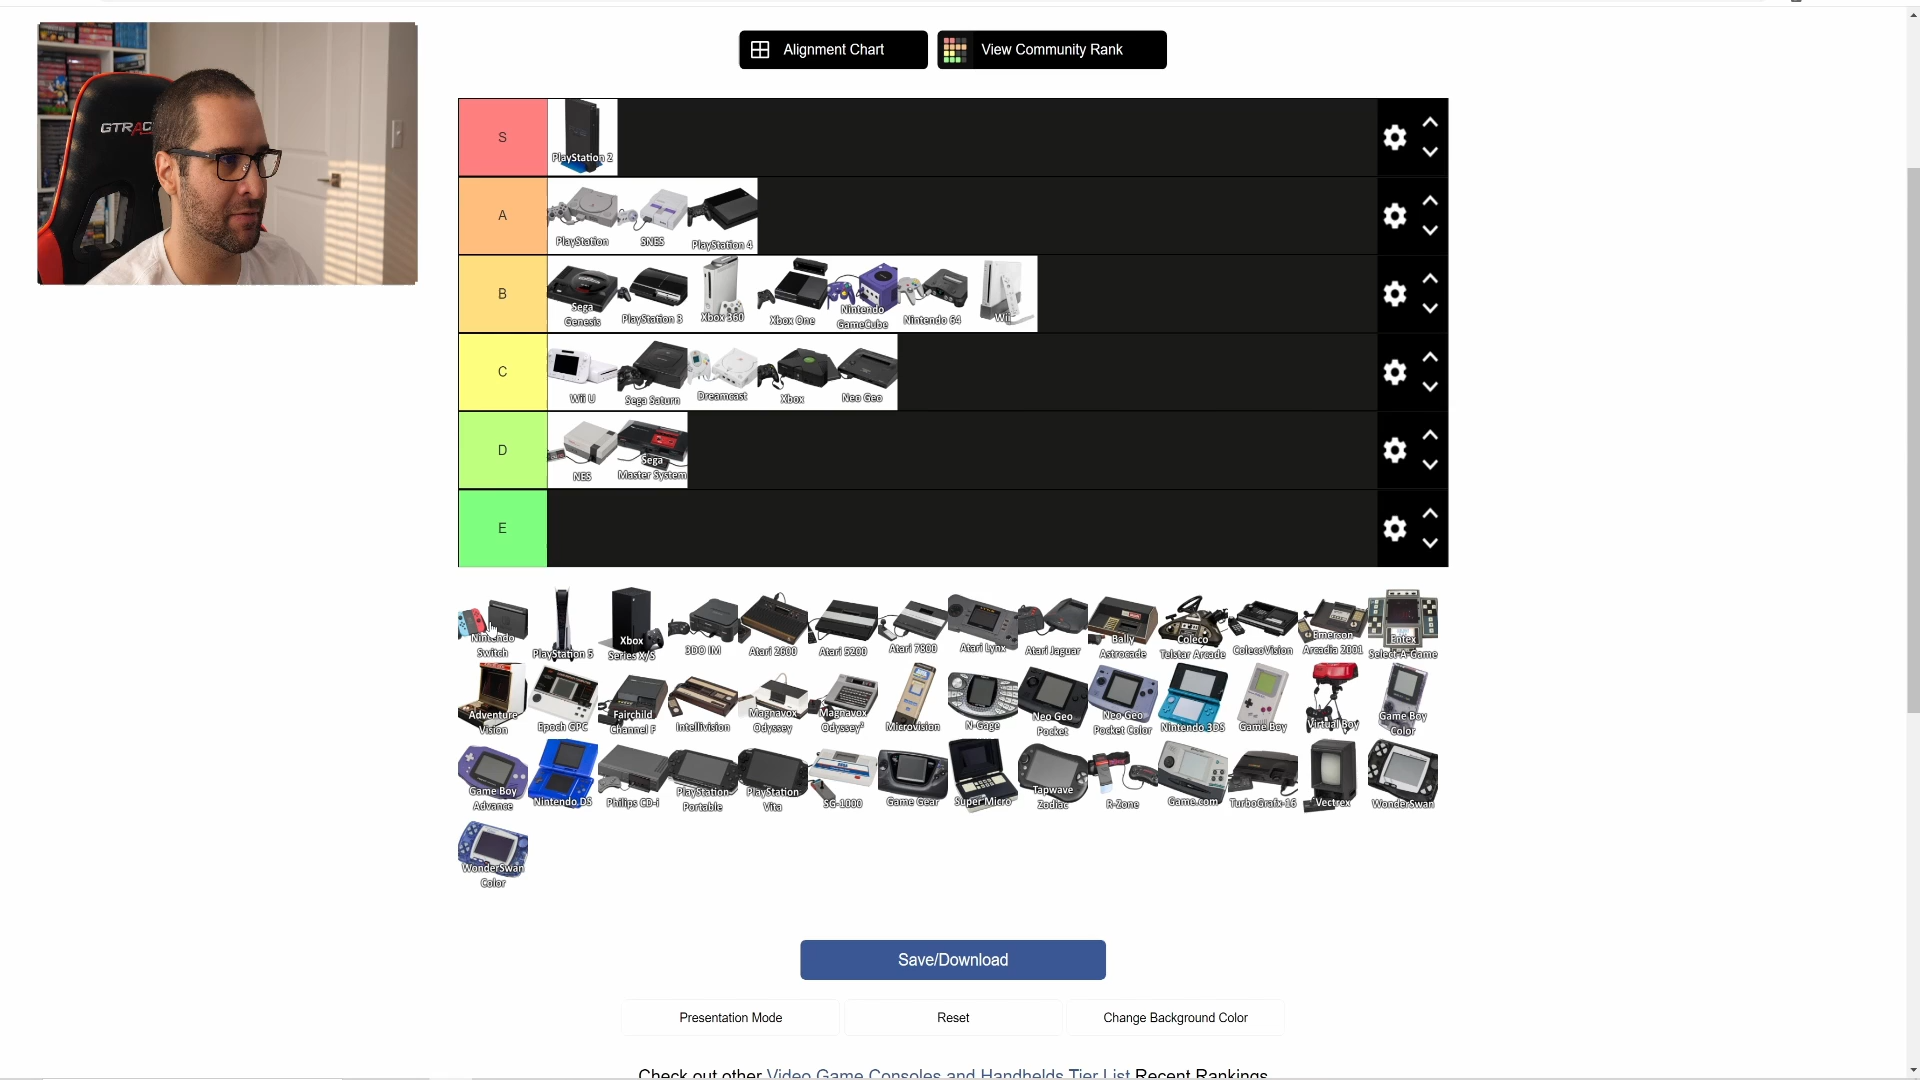 Alignment Chart
View Community Rank
GTRAC
S
PlayStation 2
A
PlayStation
SNES
PlayStation 4
B
Sega
Genesis
PlayStation 3
Xbox 360
Xbox One
Nintendo
GameCube
Nintendo 64
Wii
C
Wii U
Sega Saturn
Dreamcast
Xbox
Neo Geo
D
NES
Sega
Master System
E
Nintendo
Switch
PlayStation 5
Xbox
Series X/S
3DO IM
Atari 2600
Atari 5200
Atari 7800
Atari Lynx
Atari Jaguar
Bally
Astrocade
Coleco
Telstar Arcade
ColecoVision
Emerson
Arcadia 2001
Entex
Select-A-Game
Adventure
Vision
Epoch GPC
Fairchild
Channel F
Intellivision
Magnavox
Odyssey
Magnavox
Odyssey²
Microvision
N-Gage
Neo Geo
Pocket
Neo Geo
Pocket Color
Nintendo 3DS
Game Boy
Virtual Boy
Game Boy
Color
Game Boy
Advance
Nintendo DS
Philips CD-i
PlayStation
Portable
PlayStation
Vita
SG-1000
Game Gear
Super Micro
Tapwave
Zodiac
R-Zone
Game.com
TurboGrafx-16
Vectrex
WonderSwan
WonderSwan
Color
Save/Download
Presentation Mode
Reset
Change Background Color
Check out other Video Game Consoles and Handhelds Tier List Recent Rankings